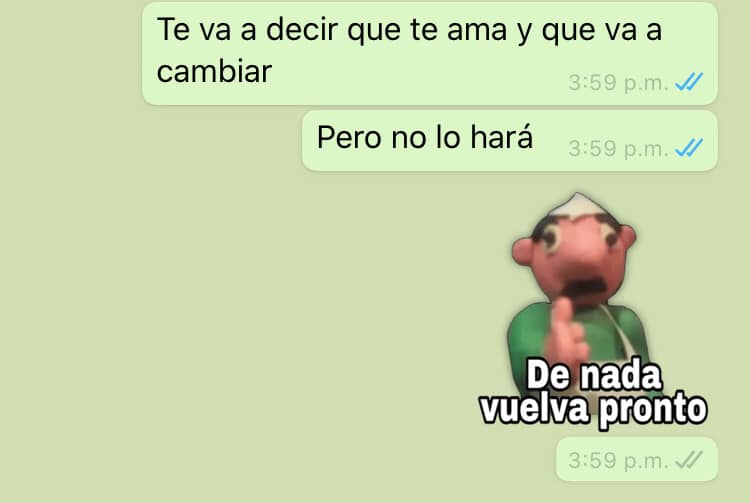 Te va a decir que te ama y que va a
cambiar
3:59 p.m.
Pero no lo hará
3:59 p.m.
De nada
vuelva pronto
3:59 p.m.